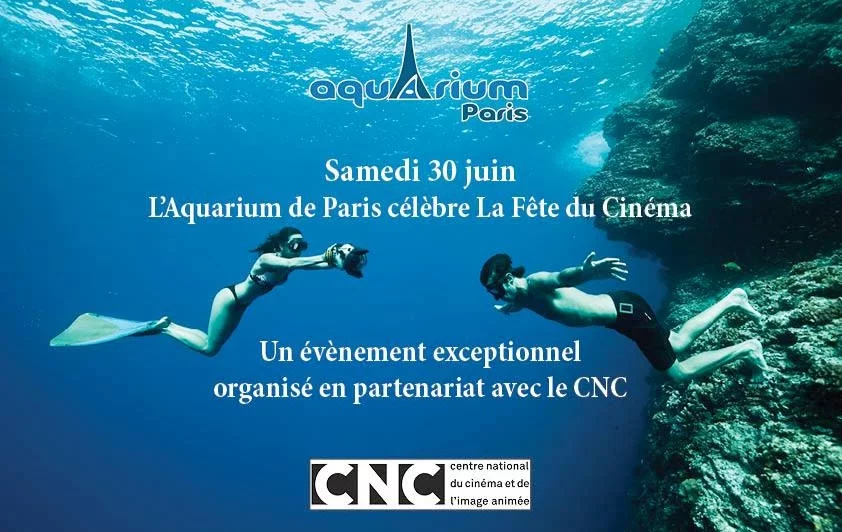 aquArium
Paris
Samedi 30 juin
L'Aquarium de Paris célèbre La Fête du Cinéma
Un évènement exceptionnel
organisé en partenariat avec le CNC
CNC
centre national
du cinéma et de
l'image animée